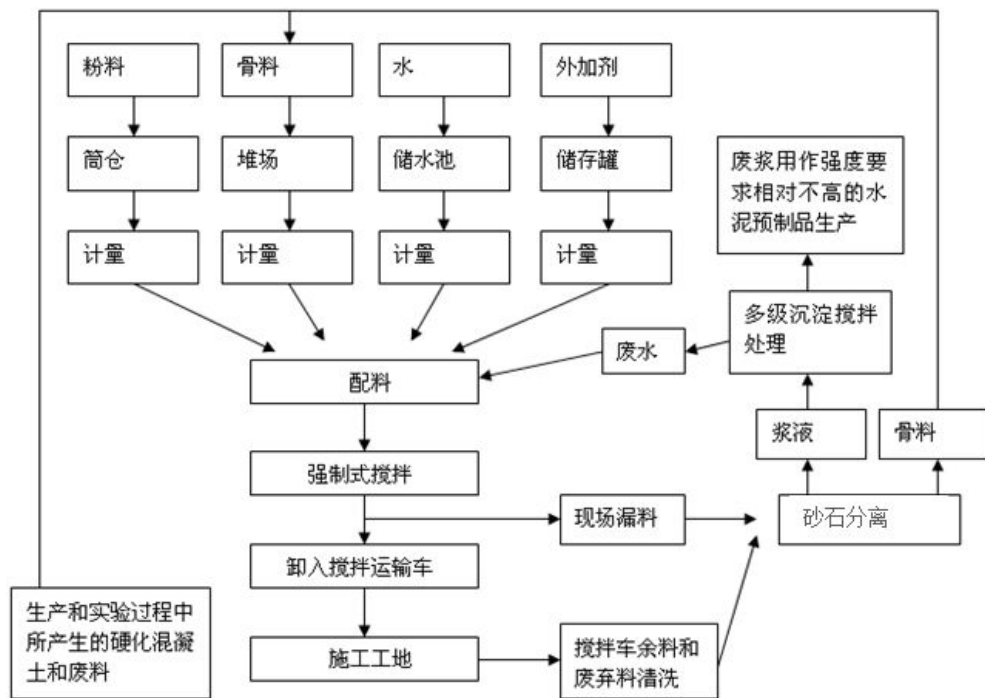 粉料
骨料
水
外加剂
筒仓
堆场
储水池
储存罐
废浆用作强度要
求相对不高的水
泥预制品生产
计量
计量
计量
计量
多级沉淀搅拌
处理
废水
配料
浆液
骨料
强制式搅拌
现场漏料
砂石分离
卸入搅拌运输车
生产和实验过程中
所产生的硬化混凝
土和废料
施工工地
搅拌车余料和
废弃料清洗